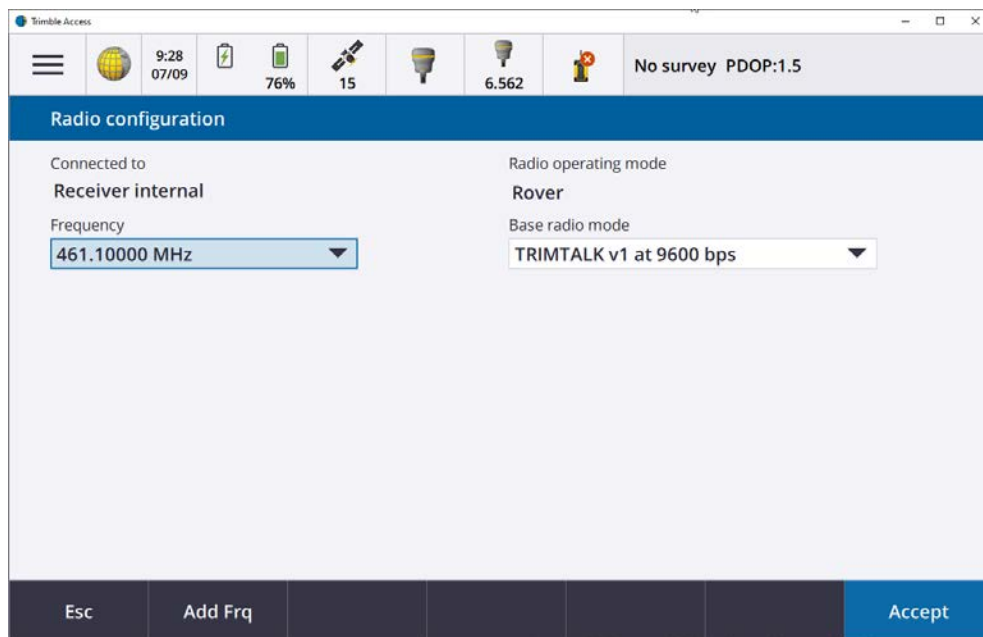 Trimble Access
9:28
07/09
76%
15
6.562
No survey PDOP:1.5
Radio configuration
Connected to
Receiver internal
Radio operating mode
Rover
Frequency
461.10000 MHz
Base radio mode
TRIMTALK v1 at 9600 bps
Esc
Add Frq
Accept